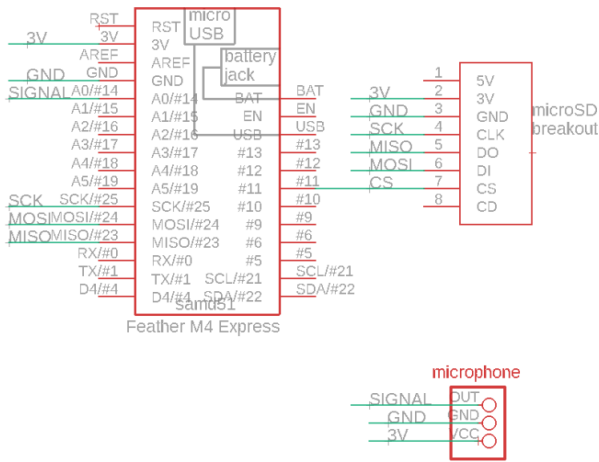 RST
3V 3V
AREF
GND GND
SIGNAL A0/#14
A1/#15
A2/#16
A3/#17
A4/#18
A5/#19
SCK SCK/#25
MOSI MOSI/#24
MISO MISO/#23
RX/#0
TX/#1
D4/#4
micro
USB
battery
jack
RST
3V
AREF
GND
A0/#14 BAT
A1/#15 EN
A2/#16 USB
A3/#17 #13
A4/#18 #12
A5/#19 #11
SCK/#25 #10
MOSI/#24 #9
MISO/#23 #6
RX/#0 #5
TX/#1 SCL/#21
D4/#4 SDA/#22
samd51
Feather M4 Express
BAT
EN
USB
#13
#12
#11
#10
#9
#6
#5
SCL/#21
SDA/#22
1 5V
3V 2 3V
GND 3 GND
SCK 4 CLK
MISO 5 DO
MOSI 6 DI
CS 7 CS
8 CD
microSD
breakout
microphone
SIGNAL OUT
GND GND
3V VCC